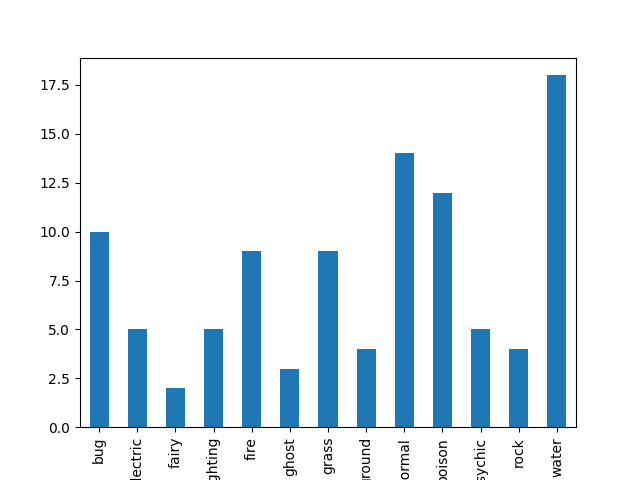 17.5
15.0
12.5
10.0
7.5
5.0
2.5
0.0
bug
lectric
fairy
ghting
fire
ghost
grass
round
ormal
oison
sychic
rock
water